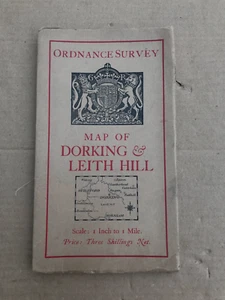 ORDNANCE SURVEY
MAP OF
DORKING &
LEITH HILL
Scale: 1 Inch to 1 Mile.
Price: Three Shillings Net.